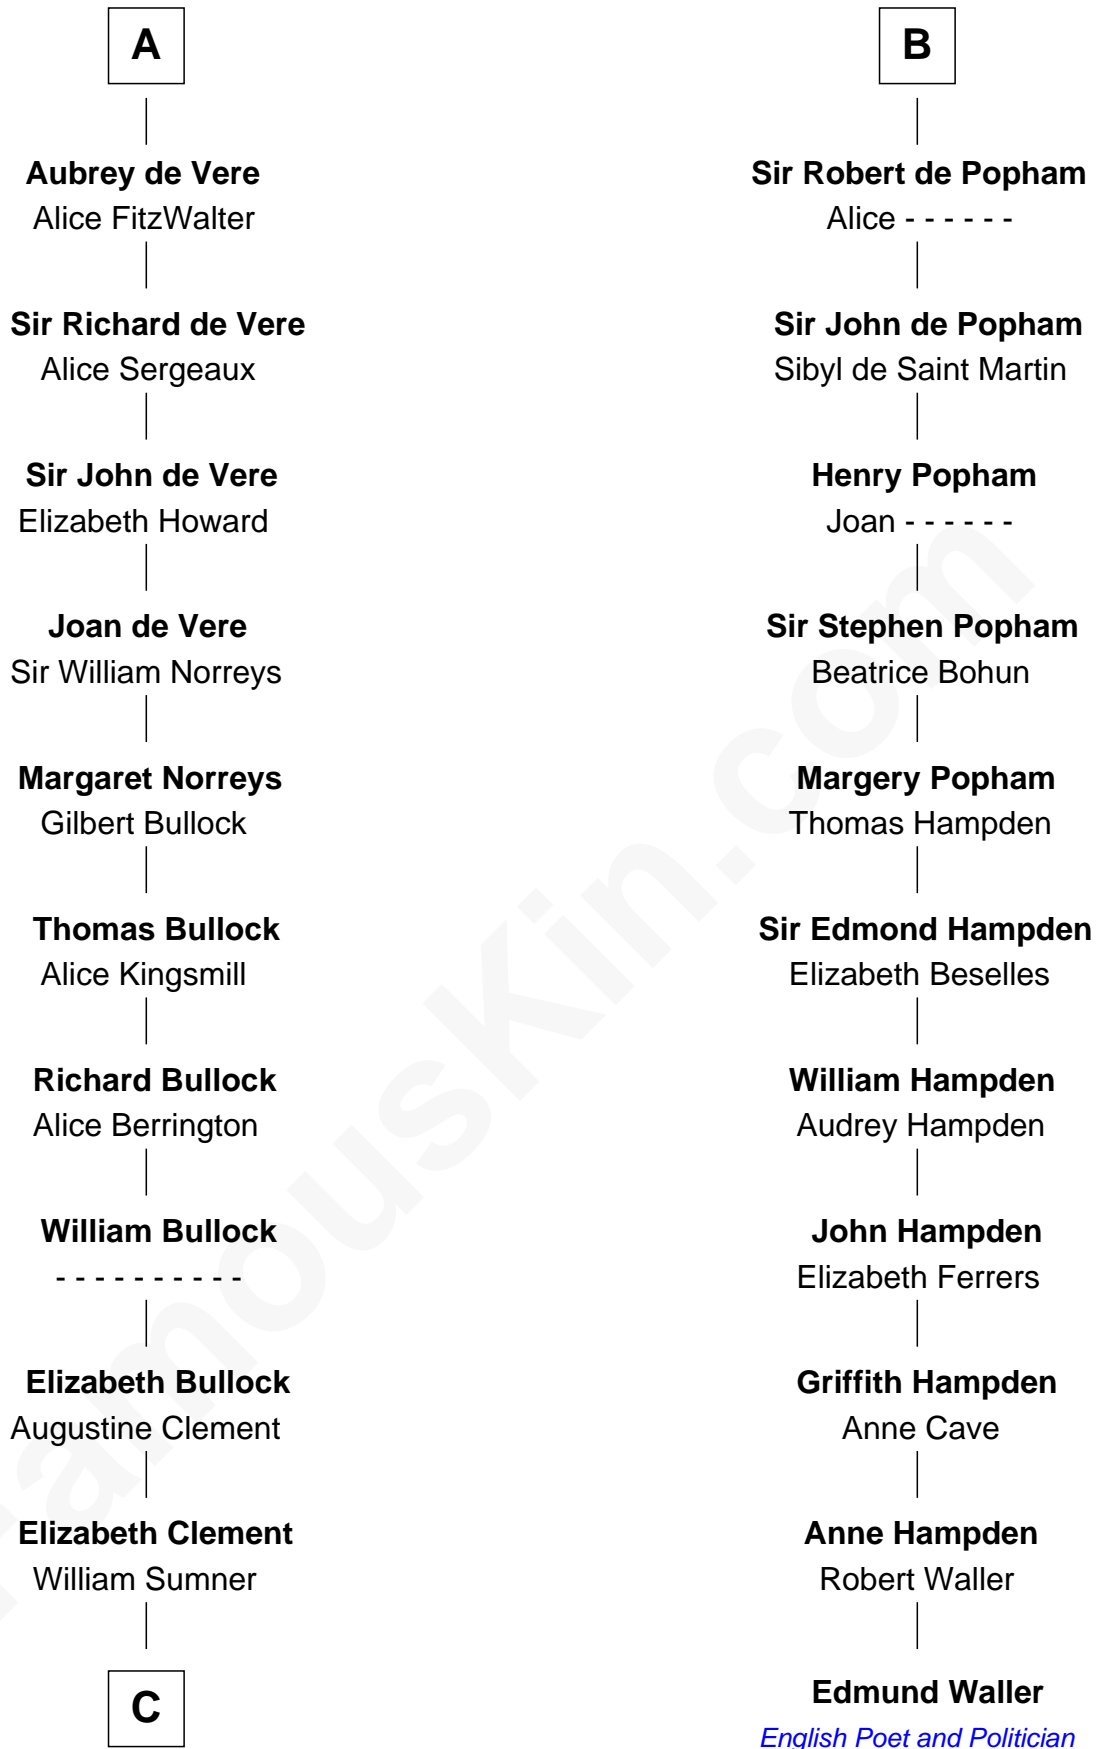 A
Aubrey de Vere
Alice FitzWalter
Sir Richard de Vere
Alice Sergeaux
Sir John de Vere
Elizabeth Howard
Joan de Vere
Sir William Norreys
Margaret Norreys
Gilbert Bullock
Thomas Bullock
Alice Kingsmill
Richard Bullock
Alice Berrington
William Bullock
- - - - - - - - - -
Elizabeth Bullock
Augustine Clement
Elizabeth Clement
William Sumner
C
B
Sir Robert de Popham
Alice - - - - - -
Sir John de Popham
Sibyl de Saint Martin
Henry Popham
Joan - - - - - -
Sir Stephen Popham
Beatrice Bohun
Margery Popham
Thomas Hampden
Sir Edmond Hampden
Elizabeth Beselles
William Hampden
Audrey Hampden
John Hampden
Elizabeth Ferrers
Griffith Hampden
Anne Cave
Anne Hampden
Robert Waller
Edmund Waller
English Poet and Politician
FamousKin.com